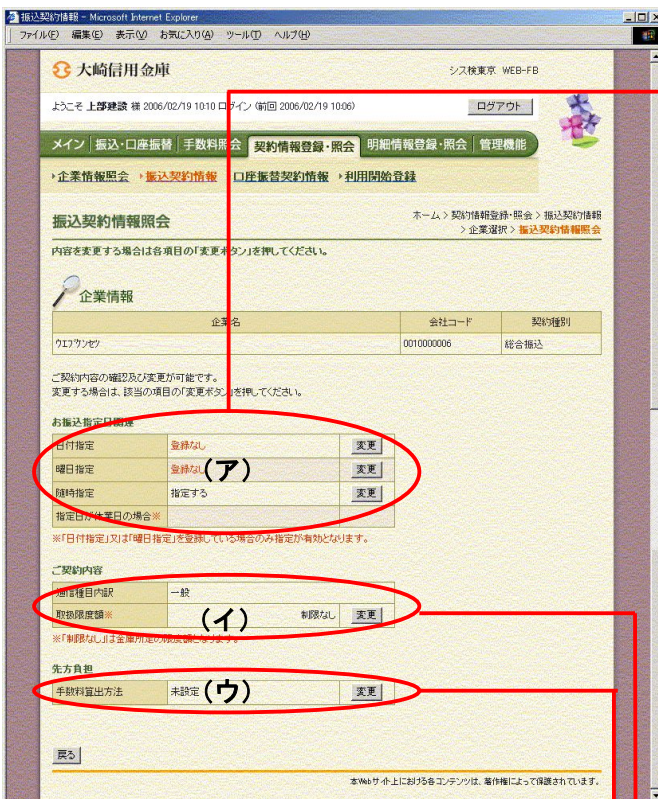 振込契約情報 - Microsoft Internet Explorer
ファイル(F) 編集(E) 表示(V) お気に入り(A) ツール(T) ヘルプ(H)
大崎信用金庫
シス検東京 WEB-FB
ようこそ 上部建設 様 2006/02/19 10:10 ログイン (前回 2006/02/19 10:06)
ログアウト
メイン 振込・口座振替 手数料照会 契約情報登録・照会 明細情報登録・照会 管理機能
企業情報照会 振込契約情報 口座振替契約情報 利用開始登録
振込契約情報照会
ホーム > 契約情報登録・照会 > 振込契約情報
> 企業選択 > 振込契約情報照会
内容を変更する場合は各項目の「変更ボタン」を押してください。
企業情報
企業名 会社コード 契約種別
0010000006 総合振込
ご契約内容の確認及び変更が可能です。
変更する場合は、該当の項目の「変更ボタン」を押してください。
お振込指定日関連
日付指定 登録なし 変更
曜日指定 登録なし 変更
(ア)
随時指定 指定する 変更
指定日が休業日の場合※
※「日付指定」又は「曜日指定」を登録している場合のみ指定が有効となります。
ご契約内容
通信種目内訳 一般
取扱限度額※ (イ) 制限なし 変更
※「制限なし」は金庫所定の限度額となります。
先方負担
手数料算出方法 未設定 (ウ) 変更
戻る
本Webサイト上における各コンテンツは、著作権によって保護されています。